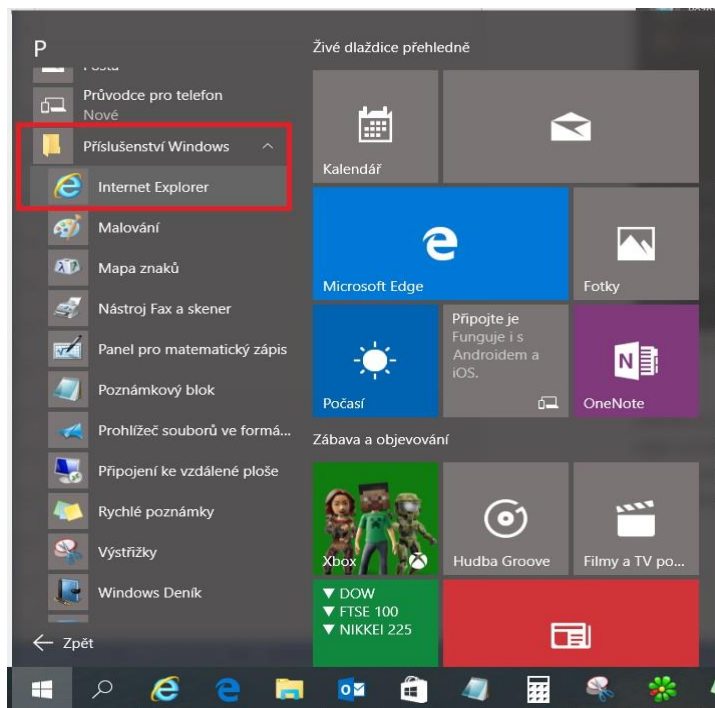 P
Živé dlaždice přehledně
Pošta
Průvodce pro telefon
Nové
Příslušenství Windows
Internet Explorer
Malování
Mapa znaků
Nástroj Fax a skener
Panel pro matematický zápis
Poznámkový blok
Prohlížeč souborů ve formá...
Připojení ke vzdálené ploše
Rychlé poznámky
Výstřižky
Windows Deník
Zpět
Kalendář
Microsoft Edge
Fotky
Počasí
Připojte je
Funguje i s
Androidem a
iOS.
N
OneNote
Zábava a objevování
Xbox
Hudba Groove
Filmy a TV po...
▼ DOW
▼ FTSE 100
▼ NIKKEI 225